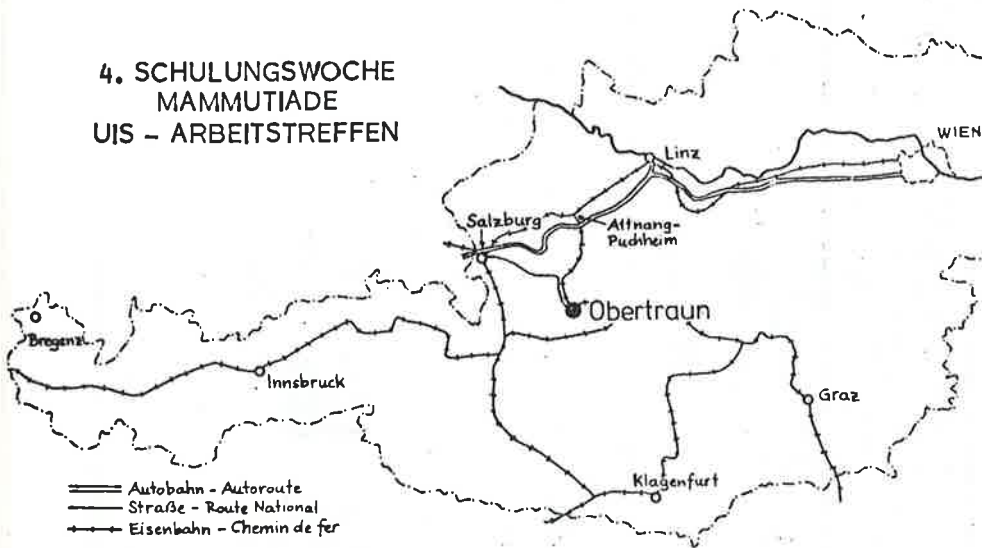 4. SCHULUNGSWOCHE
MAMMUTIADE
UIS – ARBEITSTREFFEN
WIEN
Linz
Salzburg
Attnang-
Puchheim
Obertraun
Bregenz
Innsbruck
Graz
Klagenfurt
Autobahn - Autoroute
Straße - Route National
Eisenbahn - Chemin de fer